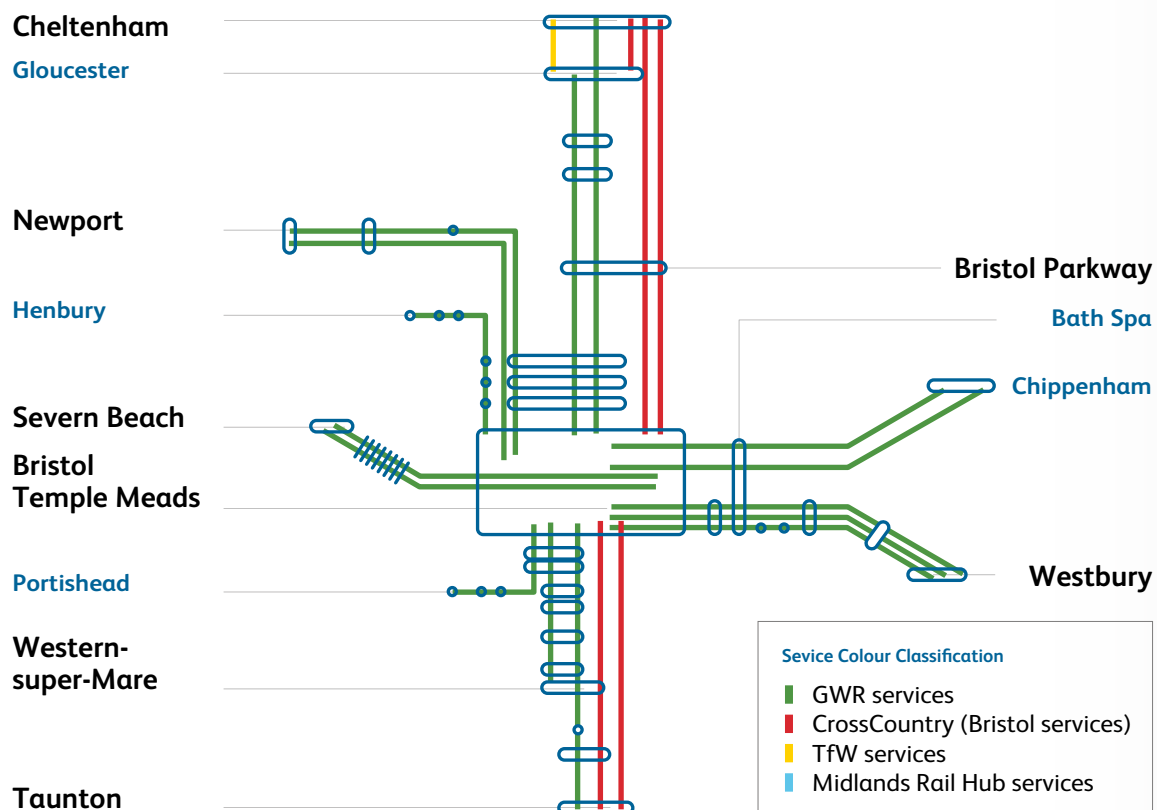 Cheltenham
Gloucester
Newport
Bristol Parkway
Henbury
Bath Spa
Chippenham
Severn Beach
Bristol
Temple Meads
Portishead
Westbury
Western-
super-Mare
Taunton
Sevice Colour Classification
GWR services
CrossCountry (Bristol services)
TfW services
Midlands Rail Hub services